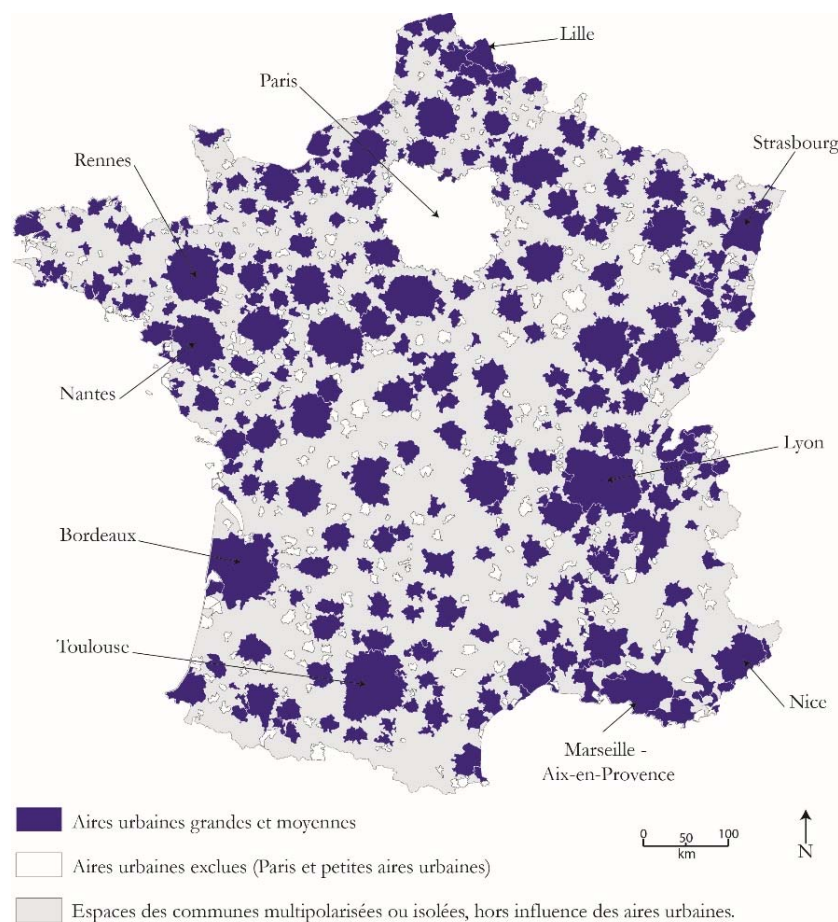 Lille
Paris
Strasbourg
Rennes
Nantes
Lyon
Bordeaux
Toulouse
Nice
Marseille -
Aix-en-Provence
Aires urbaines grandes et moyennes
0 50 100
km
N
Aires urbaines exclues (Paris et petites aires urbaines)
Espaces des communes multipolarisées ou isolées, hors influence des aires urbaines.